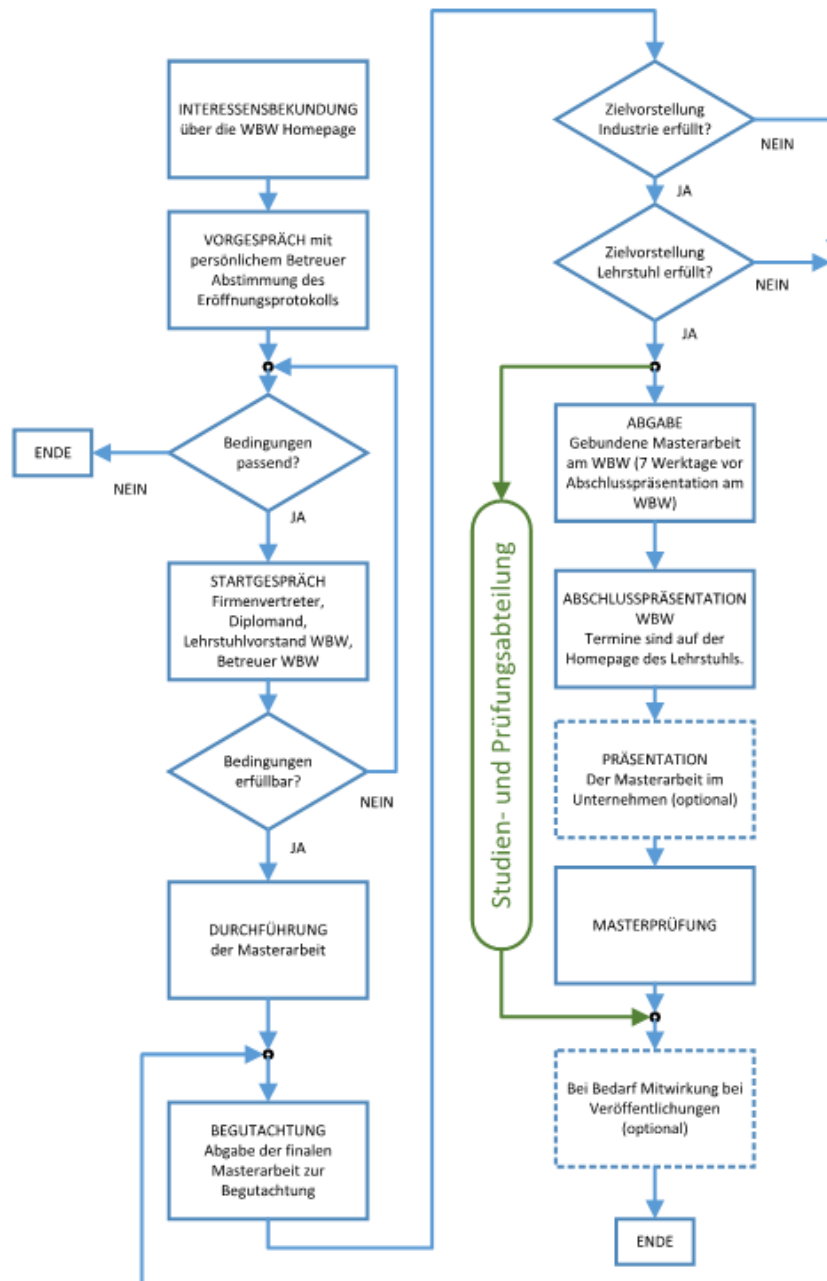 INTERESSENSBEKUNDUNG
über die WBW Homepage
VORGESPRÄCH mit
persönlichem Betreuer
Abstimmung des
Eröffnungsprotokolls
Bedingungen
passend?
ENDE
NEIN
JA
STARTGESPRÄCH
Firmenvertreter,
Diplomand,
Lehrstuhlvorstand WBW,
Betreuer WBW
Bedingungen
erfüllbar?
NEIN
JA
DURCHFÜHRUNG
der Masterarbeit
BEGUTACHTUNG
Abgabe der finalen
Masterarbeit zur
Begutachtung
Zielvorstellung
Industrie erfüllt?
NEIN
JA
Zielvorstellung
Lehrstuhl erfüllt?
NEIN
JA
Studien- und Prüfungsabteilung
ABGABE
Gebundene Masterarbeit
am WBW (7 Werktage vor
Abschlusspräsentation am
WBW)
ABSCHLUSSPRÄSENTATION
WBW
Termine sind auf der
Homepage des Lehrstuhls.
PRÄSENTATION
Der Masterarbeit im
Unternehmen (optional)
MASTERPRÜFUNG
Bei Bedarf Mitwirkung bei
Veröffentlichungen
(optional)
ENDE